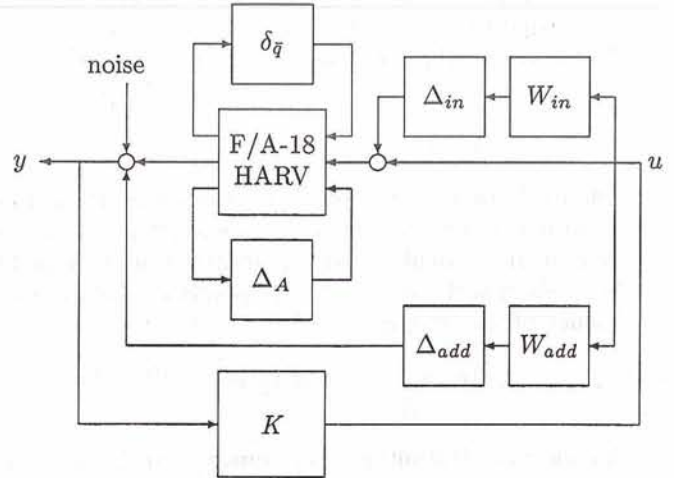 δ_q̄
noise
Δ_in
W_in
F/A-18
HARV
y
u
Δ_A
Δ_add
W_add
K